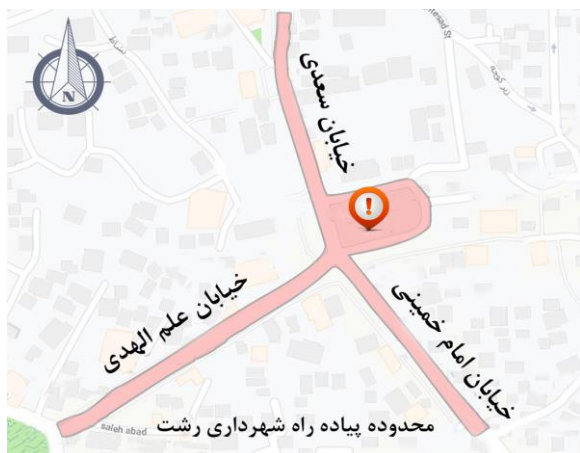 خیابان سعدی
N
خیابان علم الهدی
خیابان امام خمینی
saleh abad
محدوده پیاده راه شهرداری رشت